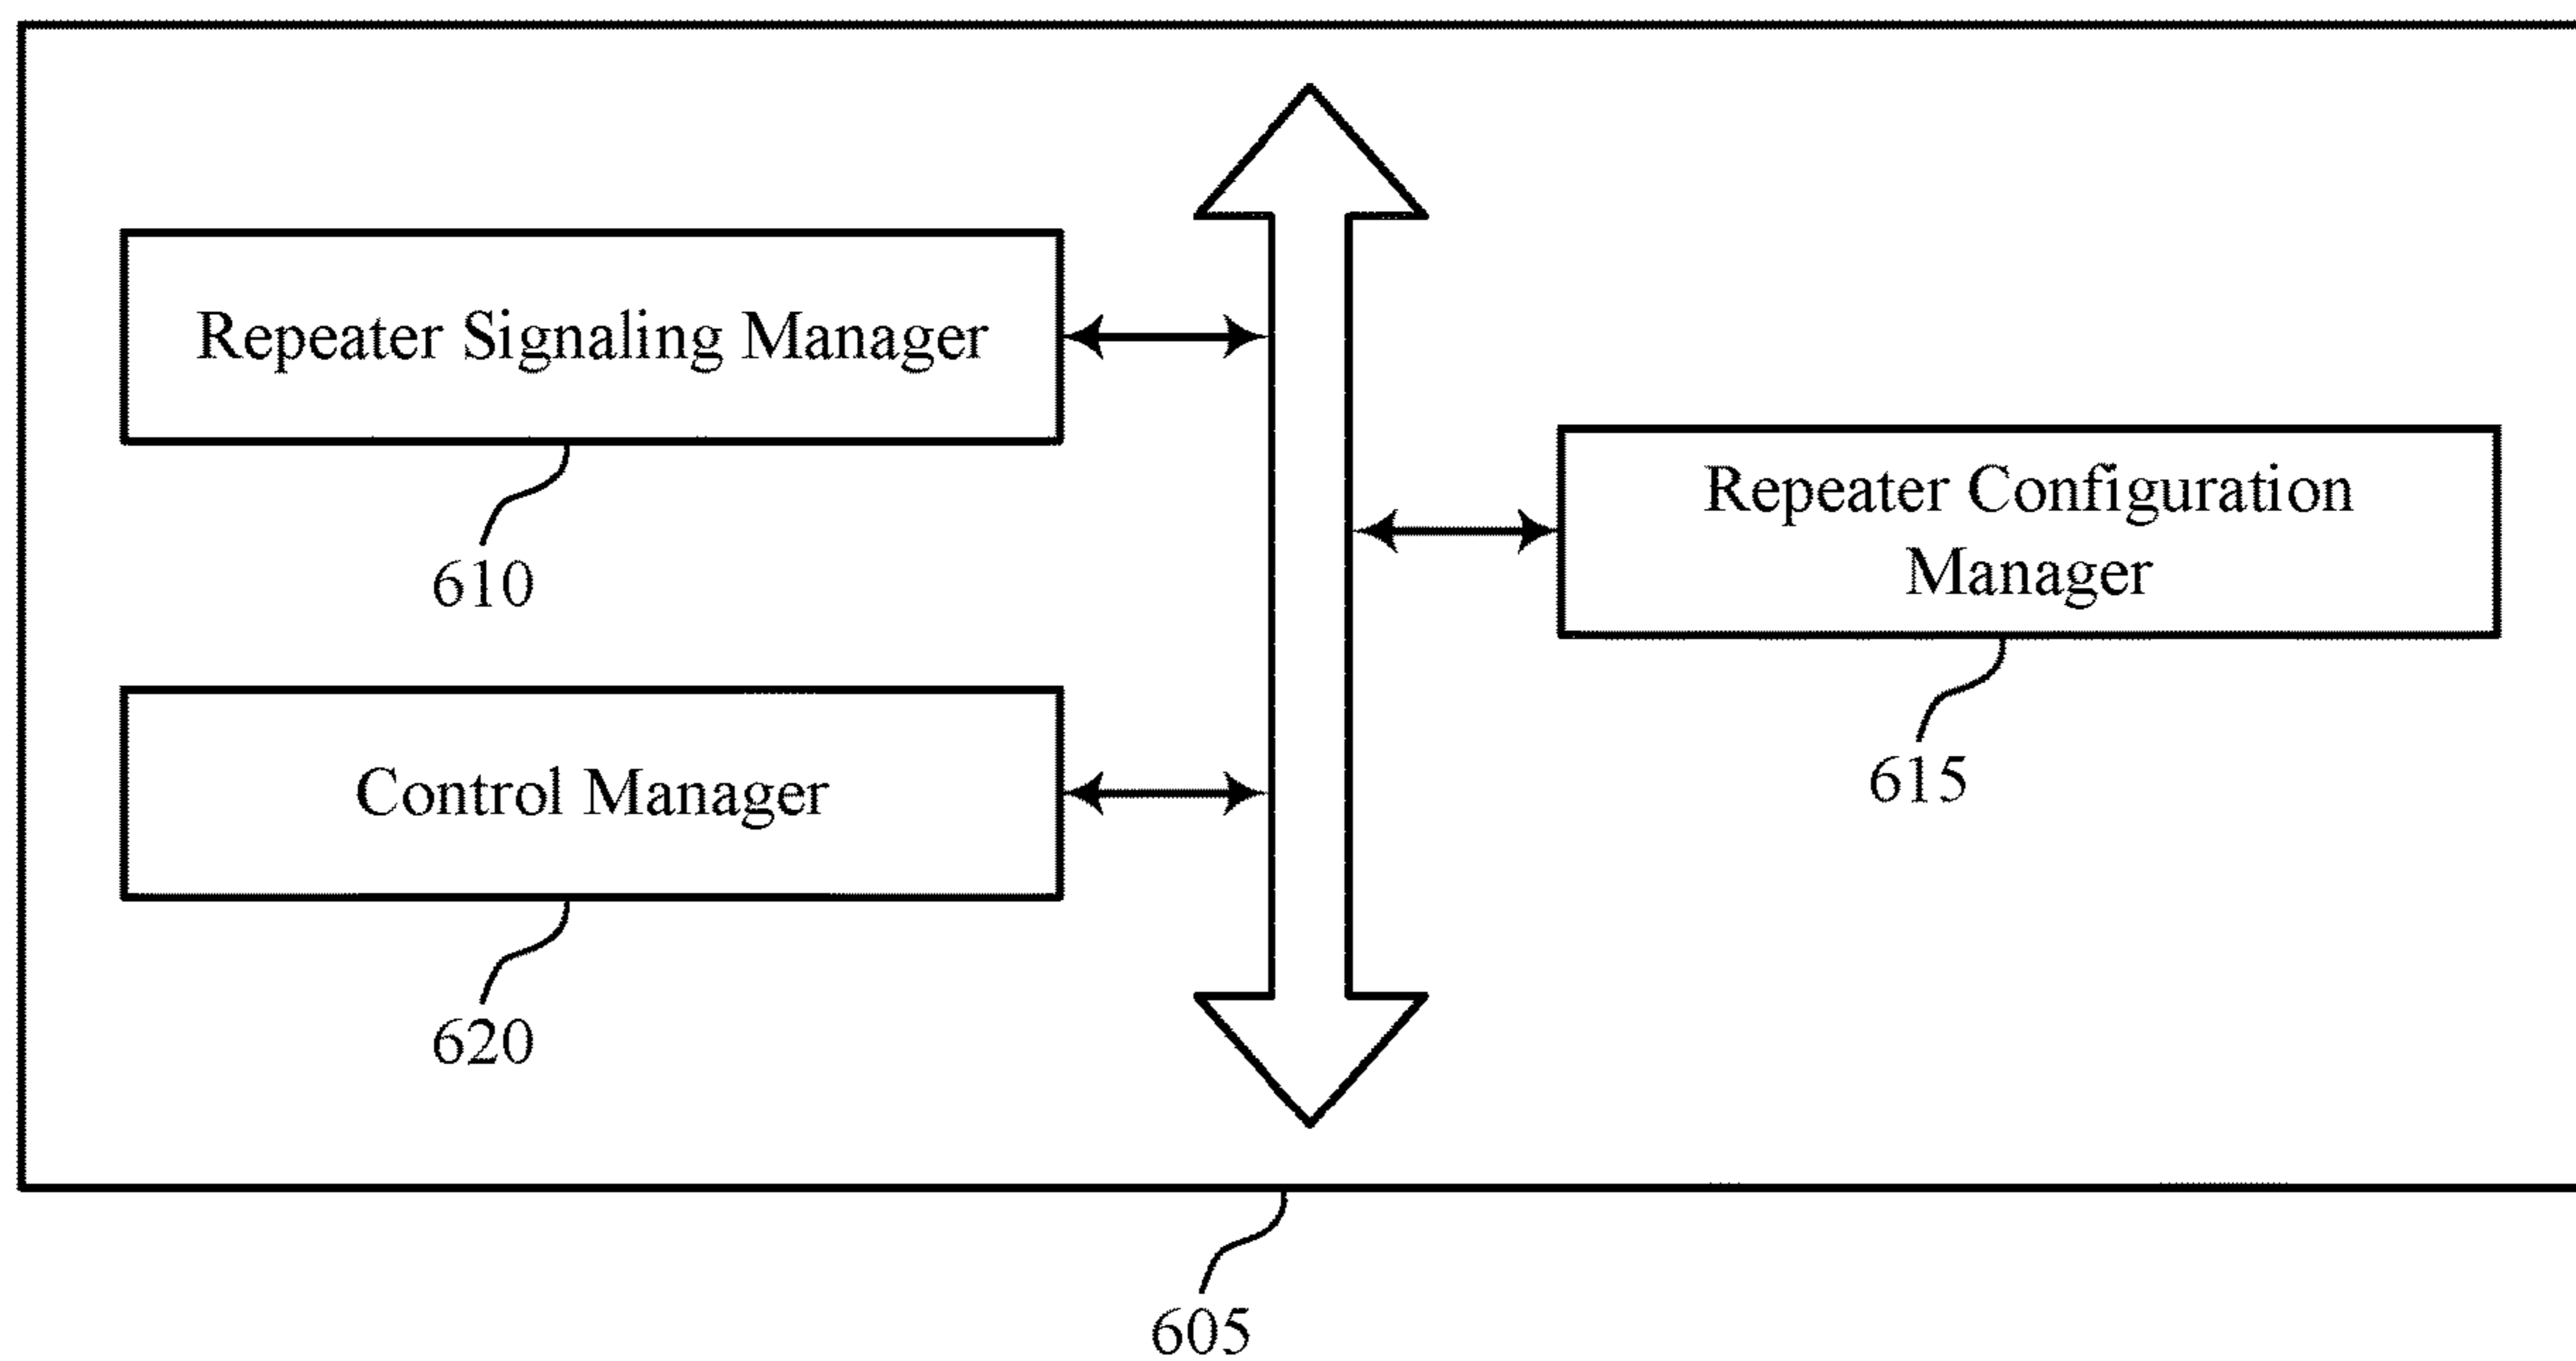 Repeater Signaling Manager
610
Repeater Configuration
Manager
615
Control Manager
620
605